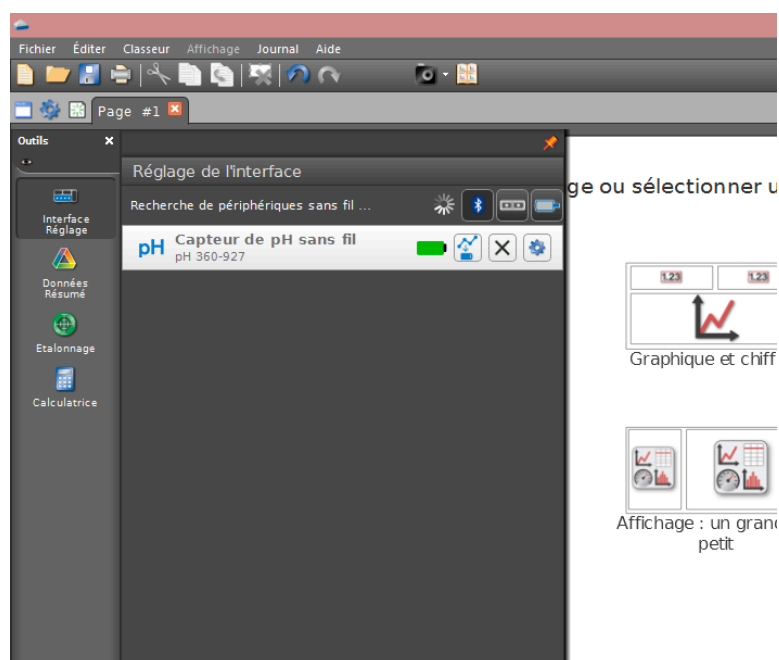 Fichier Éditer Classeur Affichage Journal Aide
Page #1
Outils
Réglage de l'interface
Recherche de périphériques sans fil ...
Interface
Réglage
pH Capteur de pH sans fil
pH 360-927
Données
Résumé
Etalonnage
Calculatrice
ge ou sélectionner u
1.23 1.23
Graphique et chiff
Affichage : un grand
petit